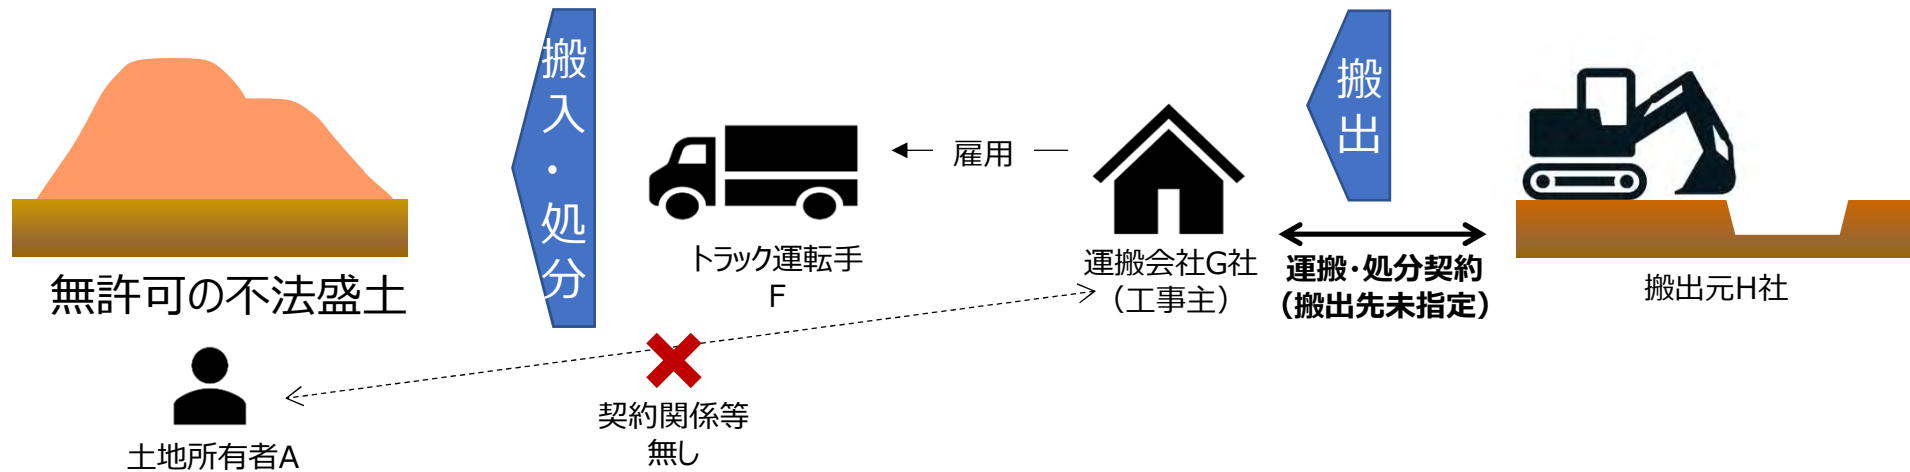 搬入・処分
搬出
雇用
トラック運転手
F
運搬会社G社
（工事主）
運搬・処分契約
（搬出先未指定）
搬出元H社
無許可の不法盛土
契約関係等
無し
土地所有者A